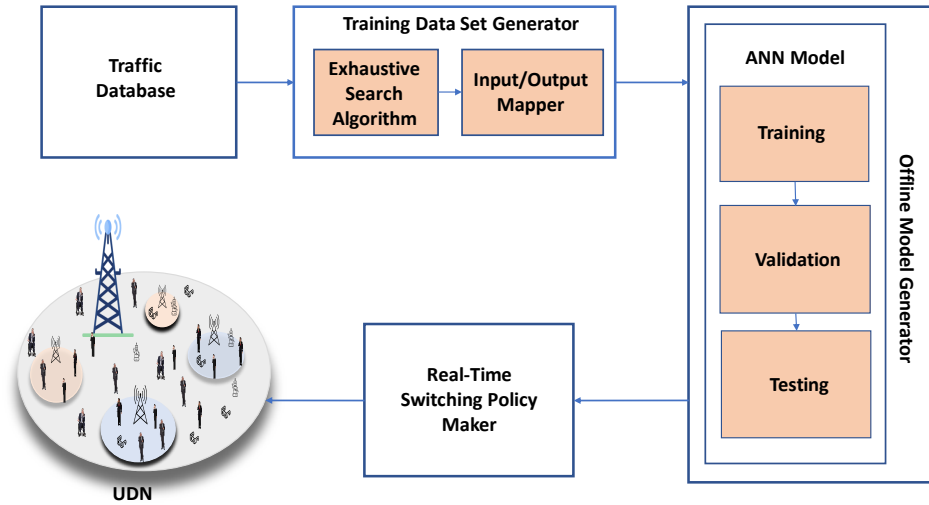 Traffic
Database
Training Data Set Generator
Exhaustive
Search
Algorithm
Input/Output
Mapper
ANN Model
Training
Validation
Testing
Offline Model Generator
Real-Time
Switching Policy
Maker
UDN